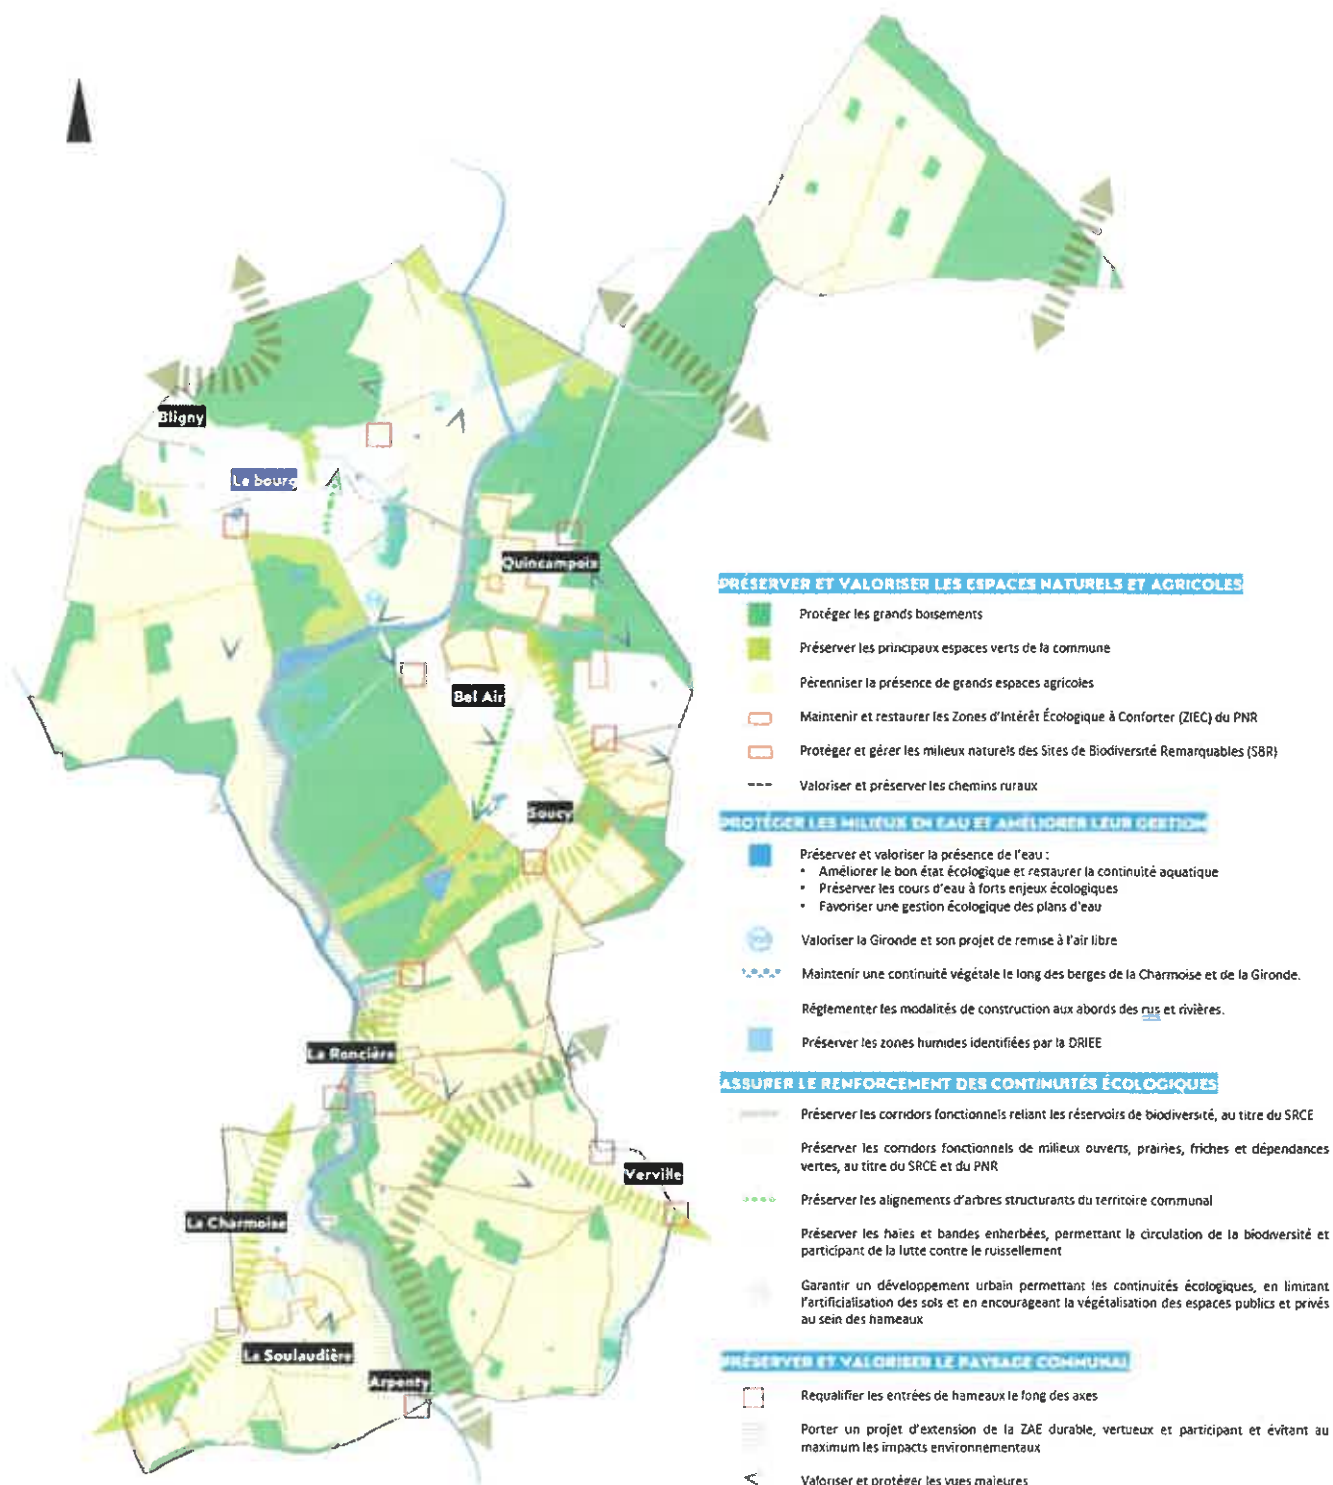 Bligny
Le bourg
Quincampoix
Bel Air
Soucy
La Roncière
Verville
La Charmoise
La Soulaudière
Arpenty
PRÉSERVER ET VALORISER LES ESPACES NATURELS ET AGRICOLES
Protéger les grands boisements
Préserver les principaux espaces verts de la commune
Pérenniser la présence de grands espaces agricoles
Maintenir et restaurer les Zones d'Intérêt Écologique à Conforter (ZIEC) du PNR
Protéger et gérer les milieux naturels des Sites de Biodiversité Remarquables (SBR)
Valoriser et préserver les chemins ruraux
PROTÉGER LES MILIEUX EN EAU ET AMÉLIORER LEUR GESTION
Préserver et valoriser la présence de l'eau :
• Améliorer le bon état écologique et restaurer la continuité aquatique
• Préserver les cours d'eau à forts enjeux écologiques
• Favoriser une gestion écologique des plans d'eau
Valoriser la Gironde et son projet de remise à l'air libre
Maintenir une continuité végétale le long des berges de la Charmoise et de la Gironde.
Réglementer les modalités de construction aux abords des rus et rivières.
Préserver les zones humides identifiées par la DRIEE
ASSURER LE RENFORCEMENT DES CONTINUITÉS ÉCOLOGIQUES
Préserver les corridors fonctionnels reliant les réservoirs de biodiversité, au titre du SRCE
Préserver les corridors fonctionnels de milieux ouverts, prairies, friches et dépendances
vertes, au titre du SRCE et du PNR
Préserver les alignements d'arbres structurants du territoire communal
Préserver les haies et bandes enherbées, permettant la circulation de la biodiversité et
participant de la lutte contre le ruissellement
Garantir un développement urbain permettant les continuités écologiques, en limitant
l'artificialisation des sols et en encourageant la végétalisation des espaces publics et privés
au sein des hameaux
PRÉSERVER ET VALORISER LE PAYSAGE COMMUNAL
Requalifier les entrées de hameaux le long des axes
Porter un projet d'extension de la ZAE durable, vertueux et participant et évitant au
maximum les impacts environnementaux
Valoriser et protéger les vues majeures